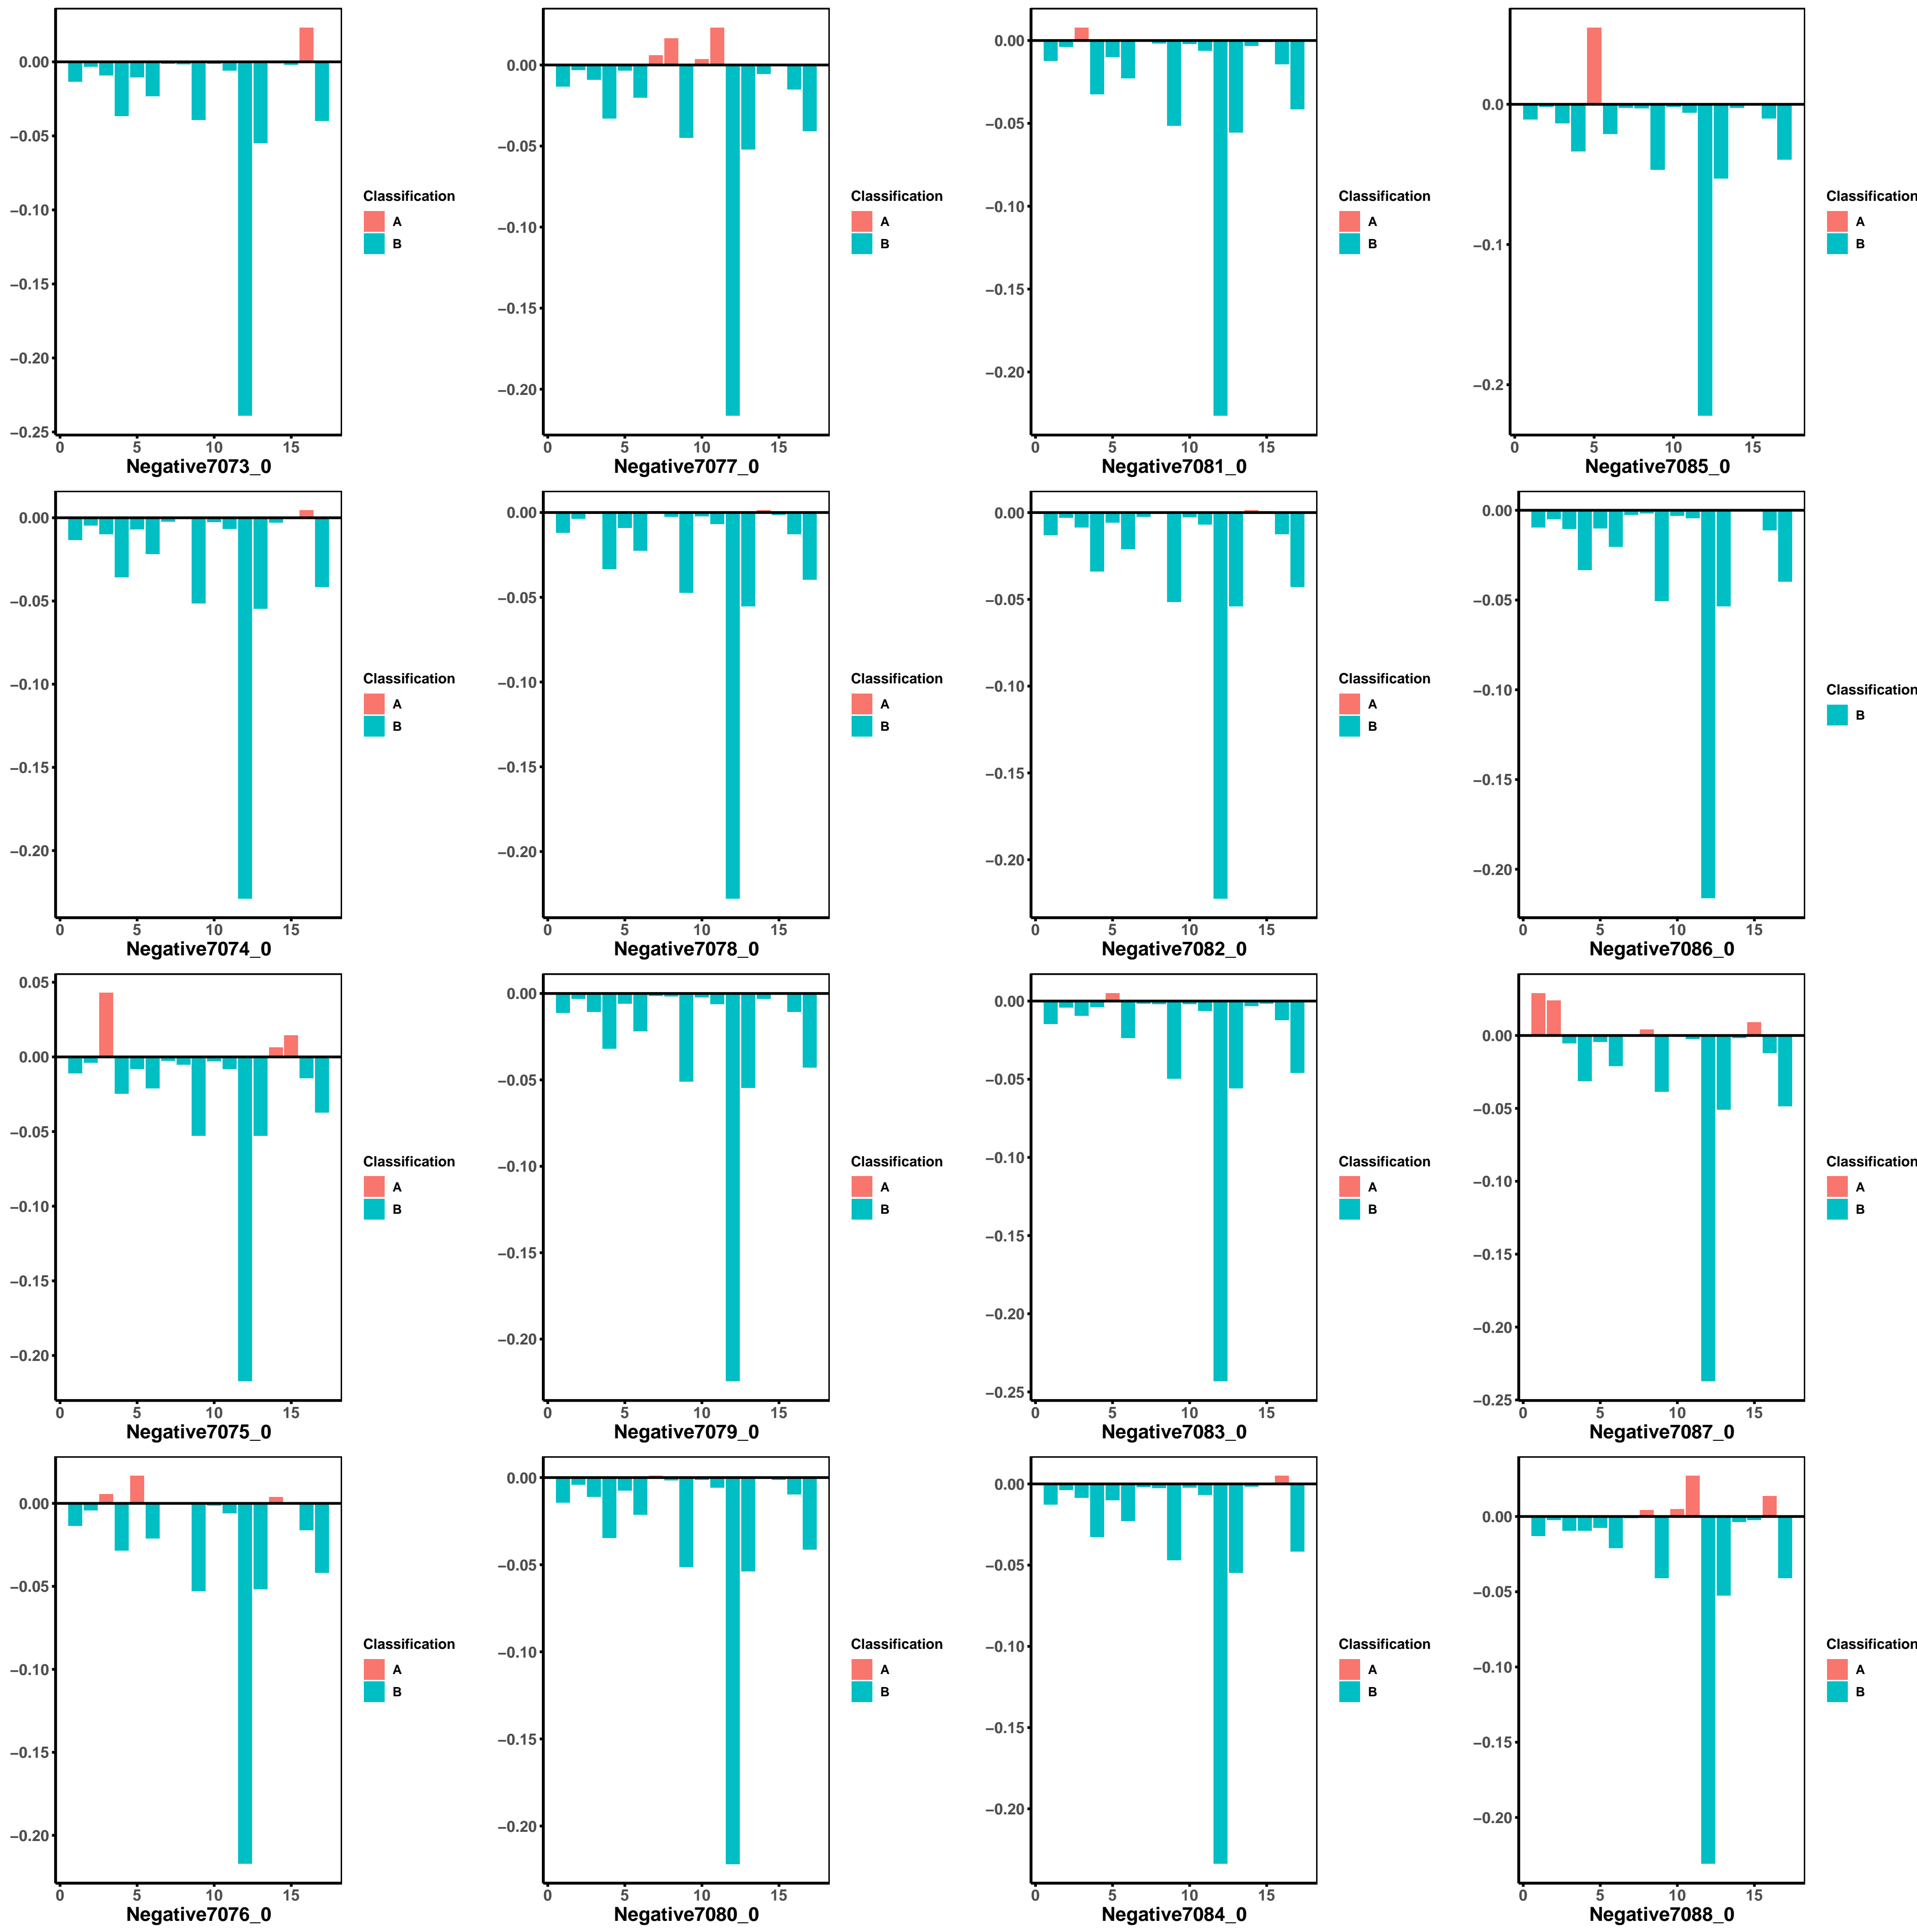 0.00
−0.05
−0.10
−0.15
−0.20
−0.25
0
5
10
15
Negative7073_0
Classification
A
B
0.00
−0.05
−0.10
−0.15
−0.20
0
5
10
15
Negative7077_0
Classification
A
B
0.00
−0.05
−0.10
−0.15
−0.20
0
5
10
15
Negative7081_0
Classification
A
B
0.0
−0.1
−0.2
0
5
10
15
Negative7085_0
Classification
A
B
0.00
−0.05
−0.10
−0.15
−0.20
0
5
10
15
Negative7074_0
Classification
A
B
0.00
−0.05
−0.10
−0.15
−0.20
0
5
10
15
Negative7078_0
Classification
A
B
0.00
−0.05
−0.10
−0.15
−0.20
0
5
10
15
Negative7082_0
Classification
A
B
0.00
−0.05
−0.10
−0.15
−0.20
0
5
10
15
Negative7086_0
Classification
B
0.05
0.00
−0.05
−0.10
−0.15
−0.20
0
5
10
15
Negative7075_0
Classification
A
B
0.00
−0.05
−0.10
−0.15
−0.20
0
5
10
15
Negative7079_0
Classification
A
B
0.00
−0.05
−0.10
−0.15
−0.20
−0.25
0
5
10
15
Negative7083_0
Classification
A
B
0.00
−0.05
−0.10
−0.15
−0.20
−0.25
0
5
10
15
Negative7087_0
Classification
A
B
0.00
−0.05
−0.10
−0.15
−0.20
0
5
10
15
Negative7076_0
Classification
A
B
0.00
−0.05
−0.10
−0.15
−0.20
0
5
10
15
Negative7080_0
Classification
A
B
0.00
−0.05
−0.10
−0.15
−0.20
0
5
10
15
Negative7084_0
Classification
A
B
0.00
−0.05
−0.10
−0.15
−0.20
0
5
10
15
Negative7088_0
Classification
A
B